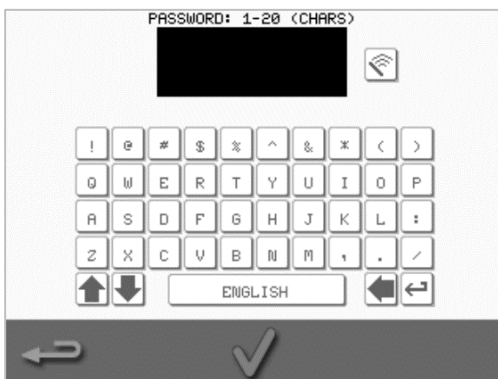 PASSWORD: 1-20 (CHARS)
! @ # $ % ^ & * ( )
Q W E R T Y U I O P
A S D F G H J K L :
Z X C V B N M , . /
ENGLISH